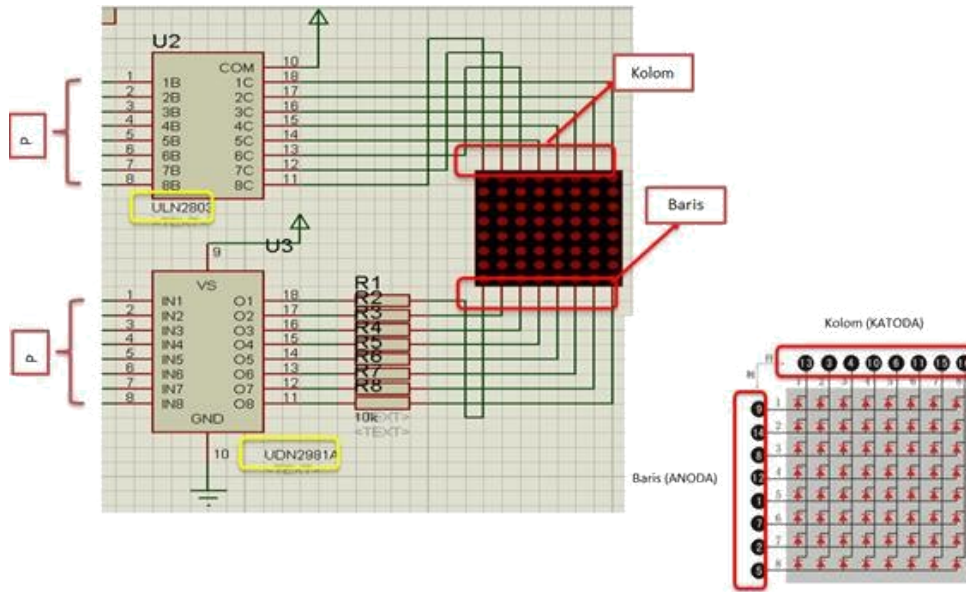 U2
COM 10
1 1B 1C 18
2 2B 2C 17
3 3B 3C 16
4 4B 4C 15
5 5B 5C 14
6 6B 6C 13
7 7B 7C 12
8 8B 8C 11
P
ULN2803
<TEXT>
Kolom
Baris
U3
9
VS
1 IN1 O1 18
2 IN2 O2 17
3 IN3 O3 16
4 IN4 O4 15
5 IN5 O5 14
6 IN6 O6 13
7 IN7 O7 12
8 IN8 O8 11
GND
10
P
R1
R2
R3
R4
R5
R6
R7
R8
10k
<TEXT>
<TEXT>
UDN2981A
Kolom (KATODA)
13 3 4 10 6 11 15
1 2 3 4 5 6 7 8
Baris (ANODA)
9 1
14 2
8 3
12 4
1 5
7 6
2 7
5 8